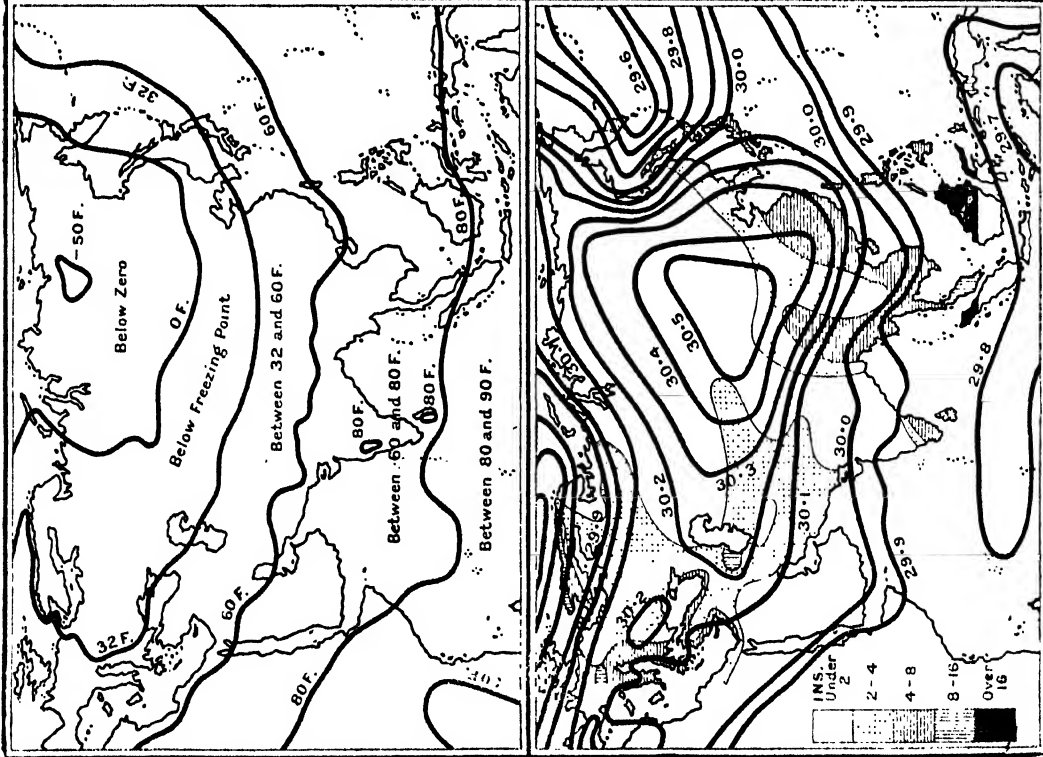 32 F.
60 F.
-50 F.
Below Zero
0 F.
Below Freezing Point
Between 32 and 60 F.
80 F.
80 F.
80 F.
Between 60 and 80 F.
Between 80 and 90 F.
32 F.
60 F.
80 F.
29·6
29·8
30·0
30·0
29·9
29·7
29·8
30·5
30·4
30·3
30·2
30·1
30·0
29·9
29·9
30·2
INS.
Under
2
2-4
4-8
8-16
Over
16